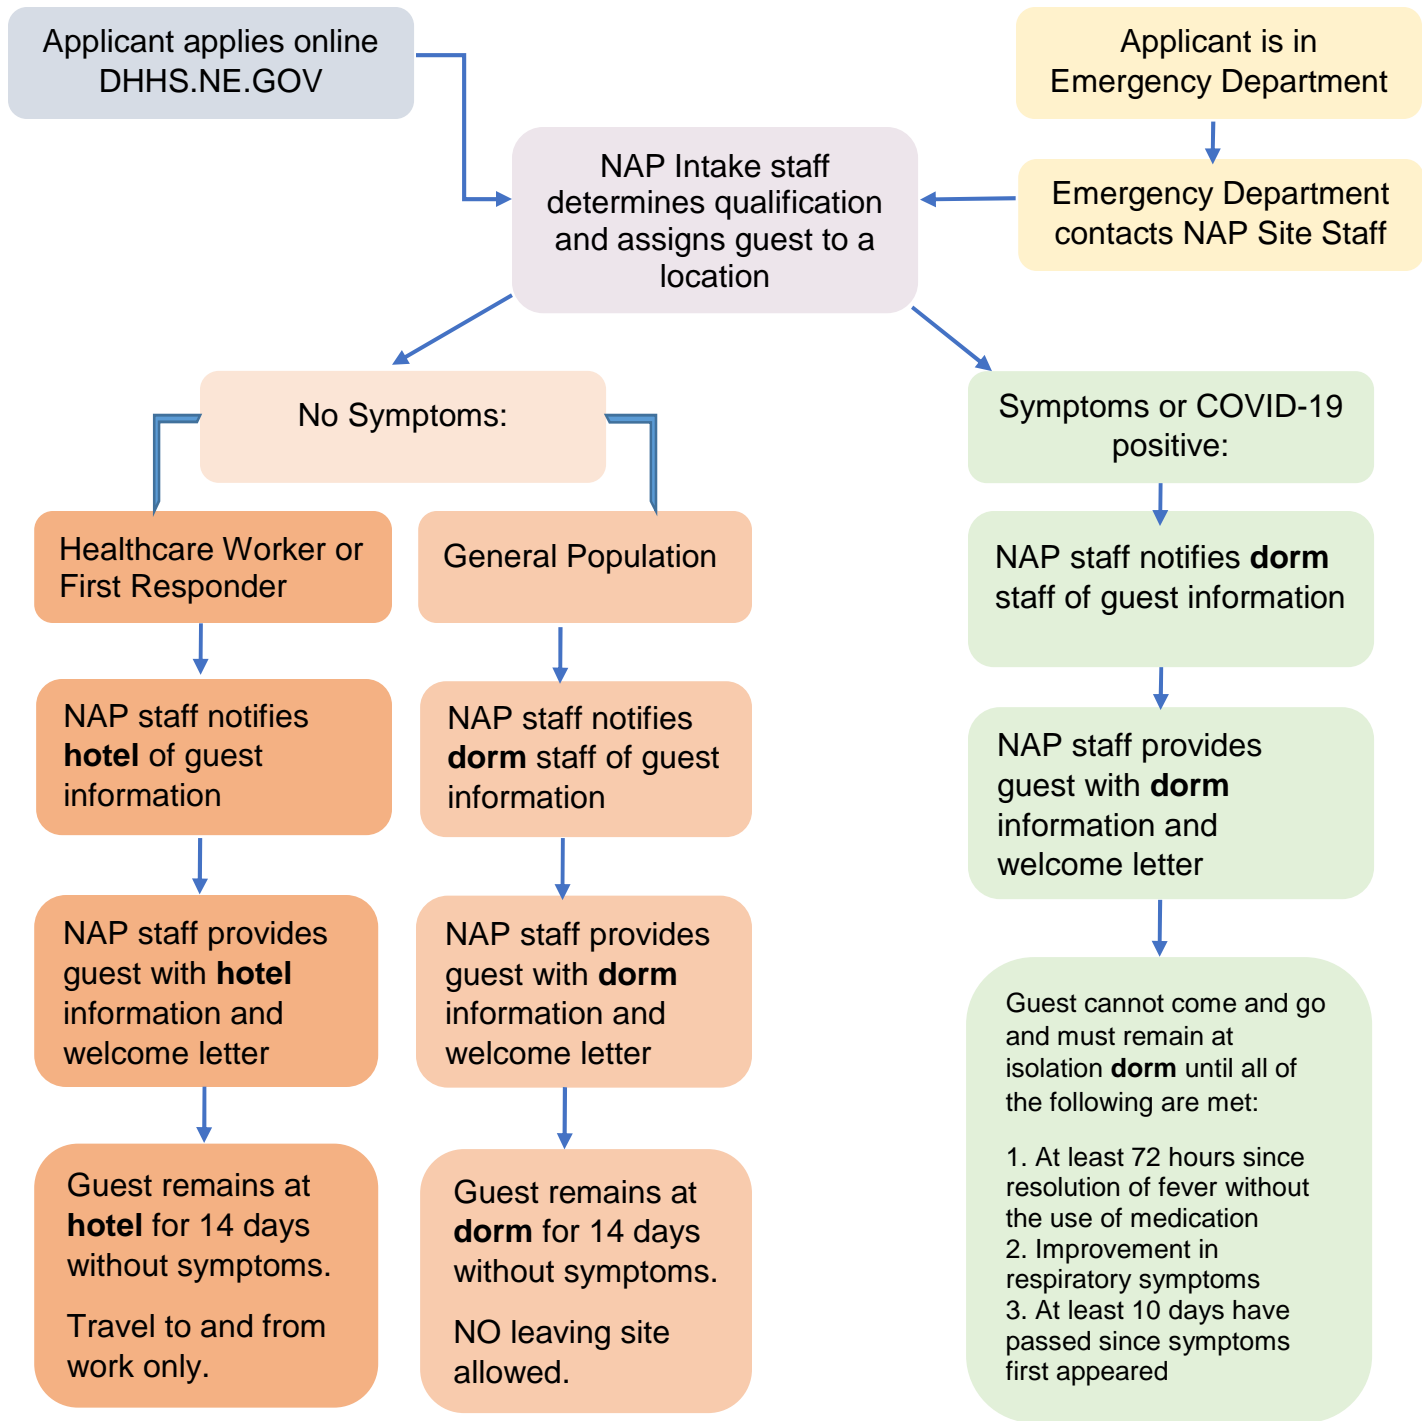 Applicant applies online
DHHS.NE.GOV
Applicant is in
Emergency Department
Emergency Department
contacts NAP Site Staff
NAP Intake staff
determines qualification
and assigns guest to a
location
No Symptoms:
Healthcare Worker or
First Responder
NAP staff notifies
hotel of guest
information
NAP staff provides
guest with hotel
information and
welcome letter
Guest remains at
hotel for 14 days
without symptoms.
Travel to and from
work only.
General Population
NAP staff notifies
dorm staff of guest
information
NAP staff provides
guest with dorm
information and
welcome letter
Guest remains at
dorm for 14 days
without symptoms.
NO leaving site
allowed.
Symptoms or COVID-19
positive:
NAP staff notifies dorm
staff of guest information
NAP staff provides
guest with dorm
information and
welcome letter
Guest cannot come and go
and must remain at
isolation dorm until all of
the following are met:
1. At least 72 hours since
resolution of fever without
the use of medication
2. Improvement in
respiratory symptoms
3. At least 10 days have
passed since symptoms
first appeared